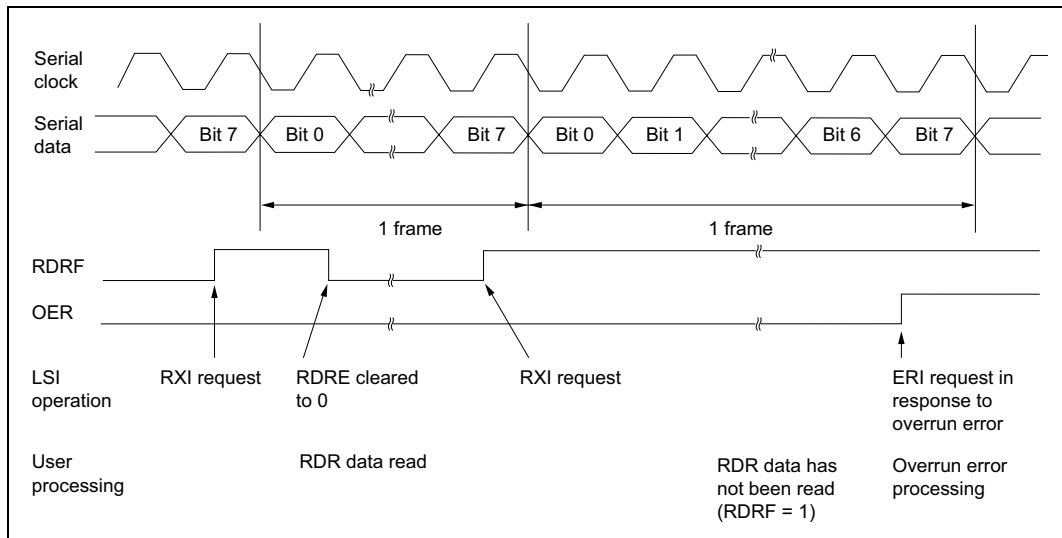 Serial
clock
Serial
data
Bit 7
Bit 0
Bit 7
Bit 0
Bit 1
Bit 6
Bit 7
1 frame
1 frame
RDRF
OER
LSI
operation
RXI request
RDRE cleared
to 0
RXI request
ERI request in
response to
overrun error
User
processing
RDR data read
RDR data has
not been read
(RDRF = 1)
Overrun error
processing